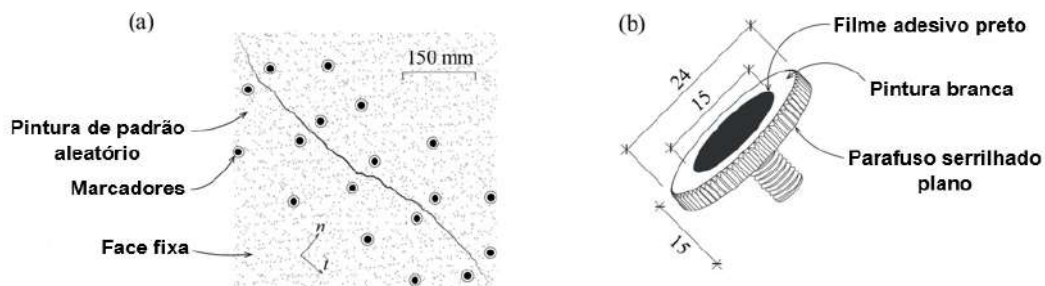 (a)
150 mm
Pintura de padrão
aleatório
Marcadores
Face fixa
n
t
(b)
Filme adesivo preto
24
15
Pintura branca
Parafuso serrilhado
plano
15